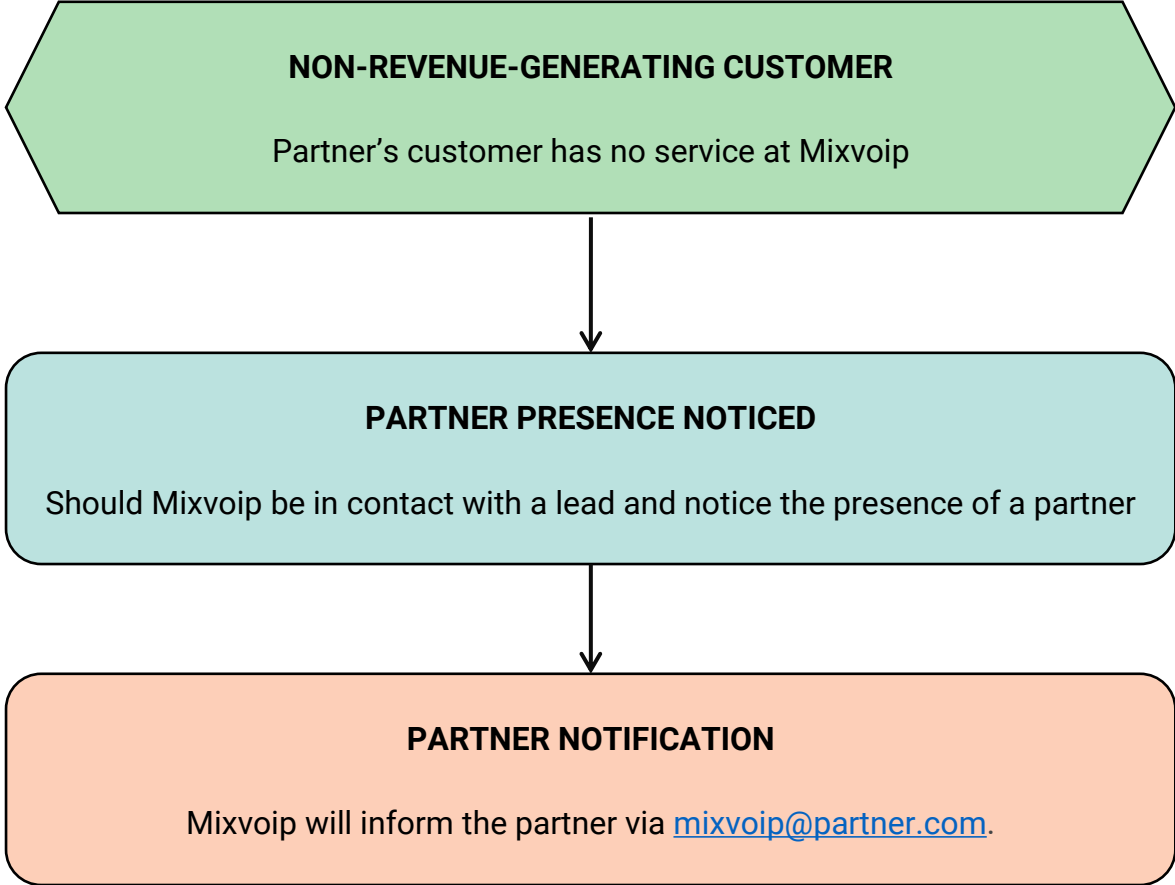 NON-REVENUE-GENERATING CUSTOMER
Partner’s customer has no service at Mixvoip
PARTNER PRESENCE NOTICED
Should Mixvoip be in contact with a lead and notice the presence of a partner
PARTNER NOTIFICATION
Mixvoip will inform the partner via mixvoip@partner.com.